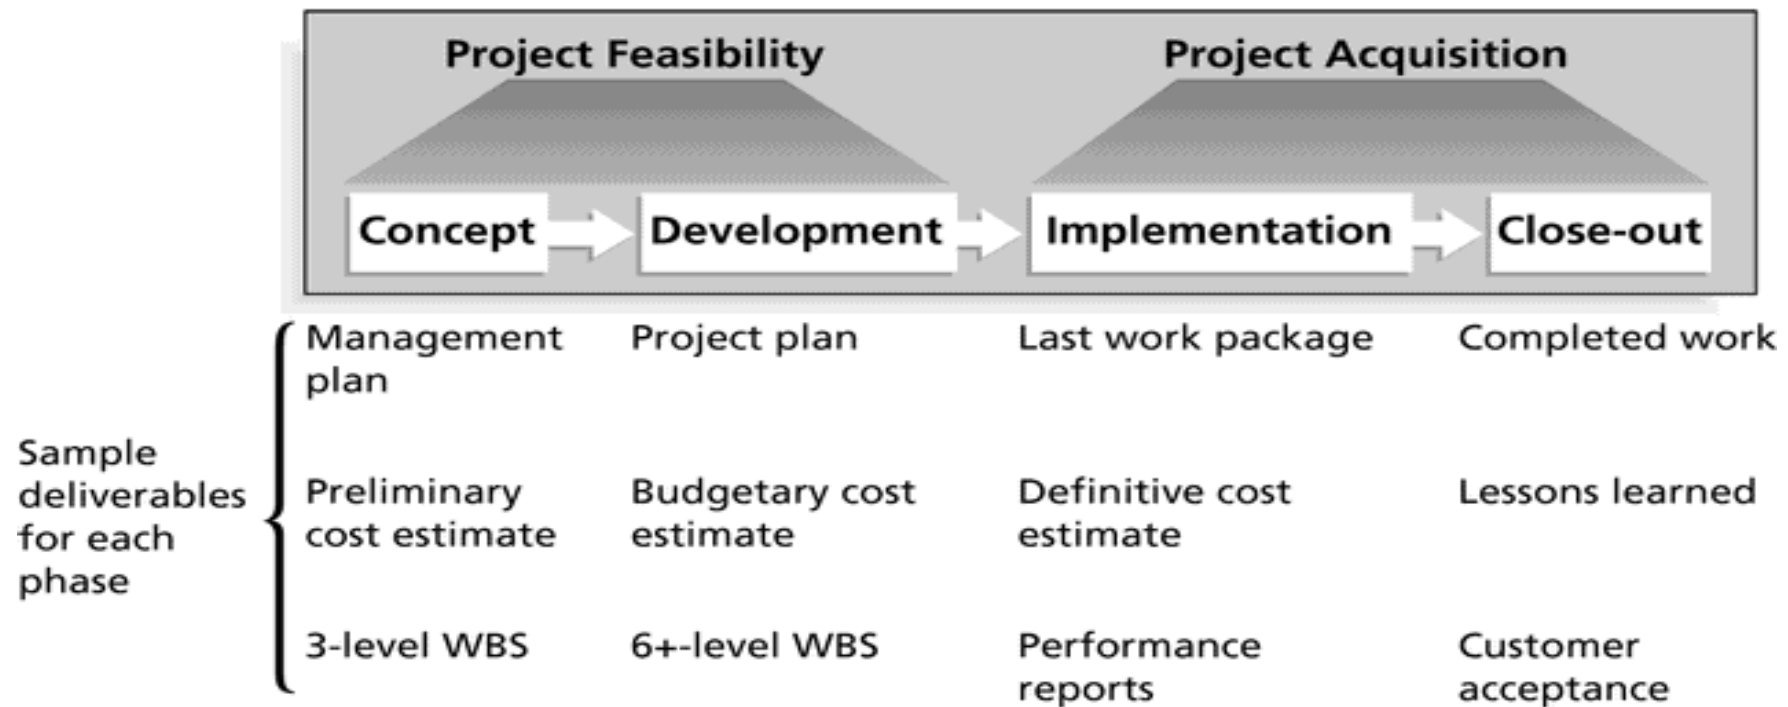 Project Feasibility
Project Acquisition
Concept
Development
Implementation
Close-out
Sample
deliverables
for each
phase
Management
plan
Project plan
Last work package
Completed work
Preliminary
cost estimate
Budgetary cost
estimate
Definitive cost
estimate
Lessons learned
3-level WBS
6+-level WBS
Performance
reports
Customer
acceptance